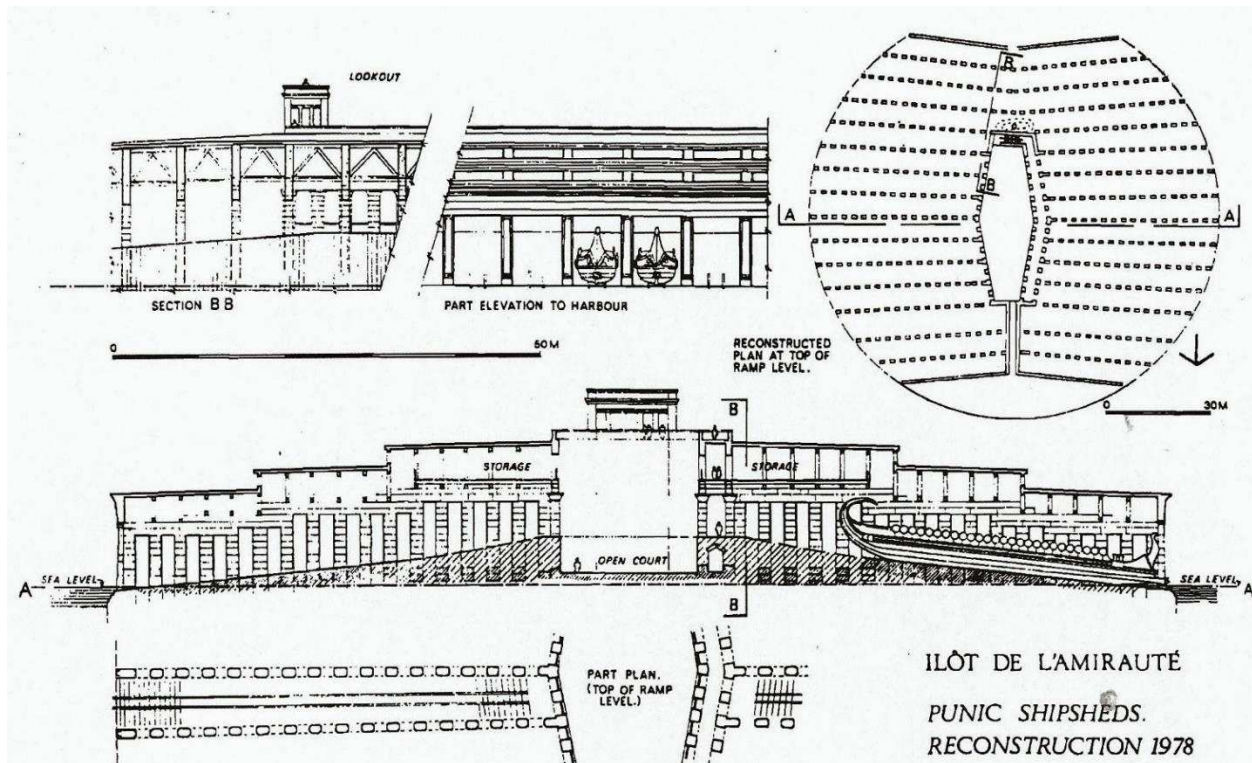 LOOKOUT
SECTION B B
PART ELEVATION TO HARBOUR
0
50M
B
B
A
A
RECONSTRUCTED
PLAN AT TOP OF
RAMP LEVEL.
0
30M
B
STORAGE
STORAGE
OPEN COURT
A
SEA LEVEL
SEA LEVEL
A
B
PART PLAN.
(TOP OF RAMP
LEVEL.)
ILÔT DE L'AMIRAUTÉ
PUNIC SHIPSHEDS.
RECONSTRUCTION 1978